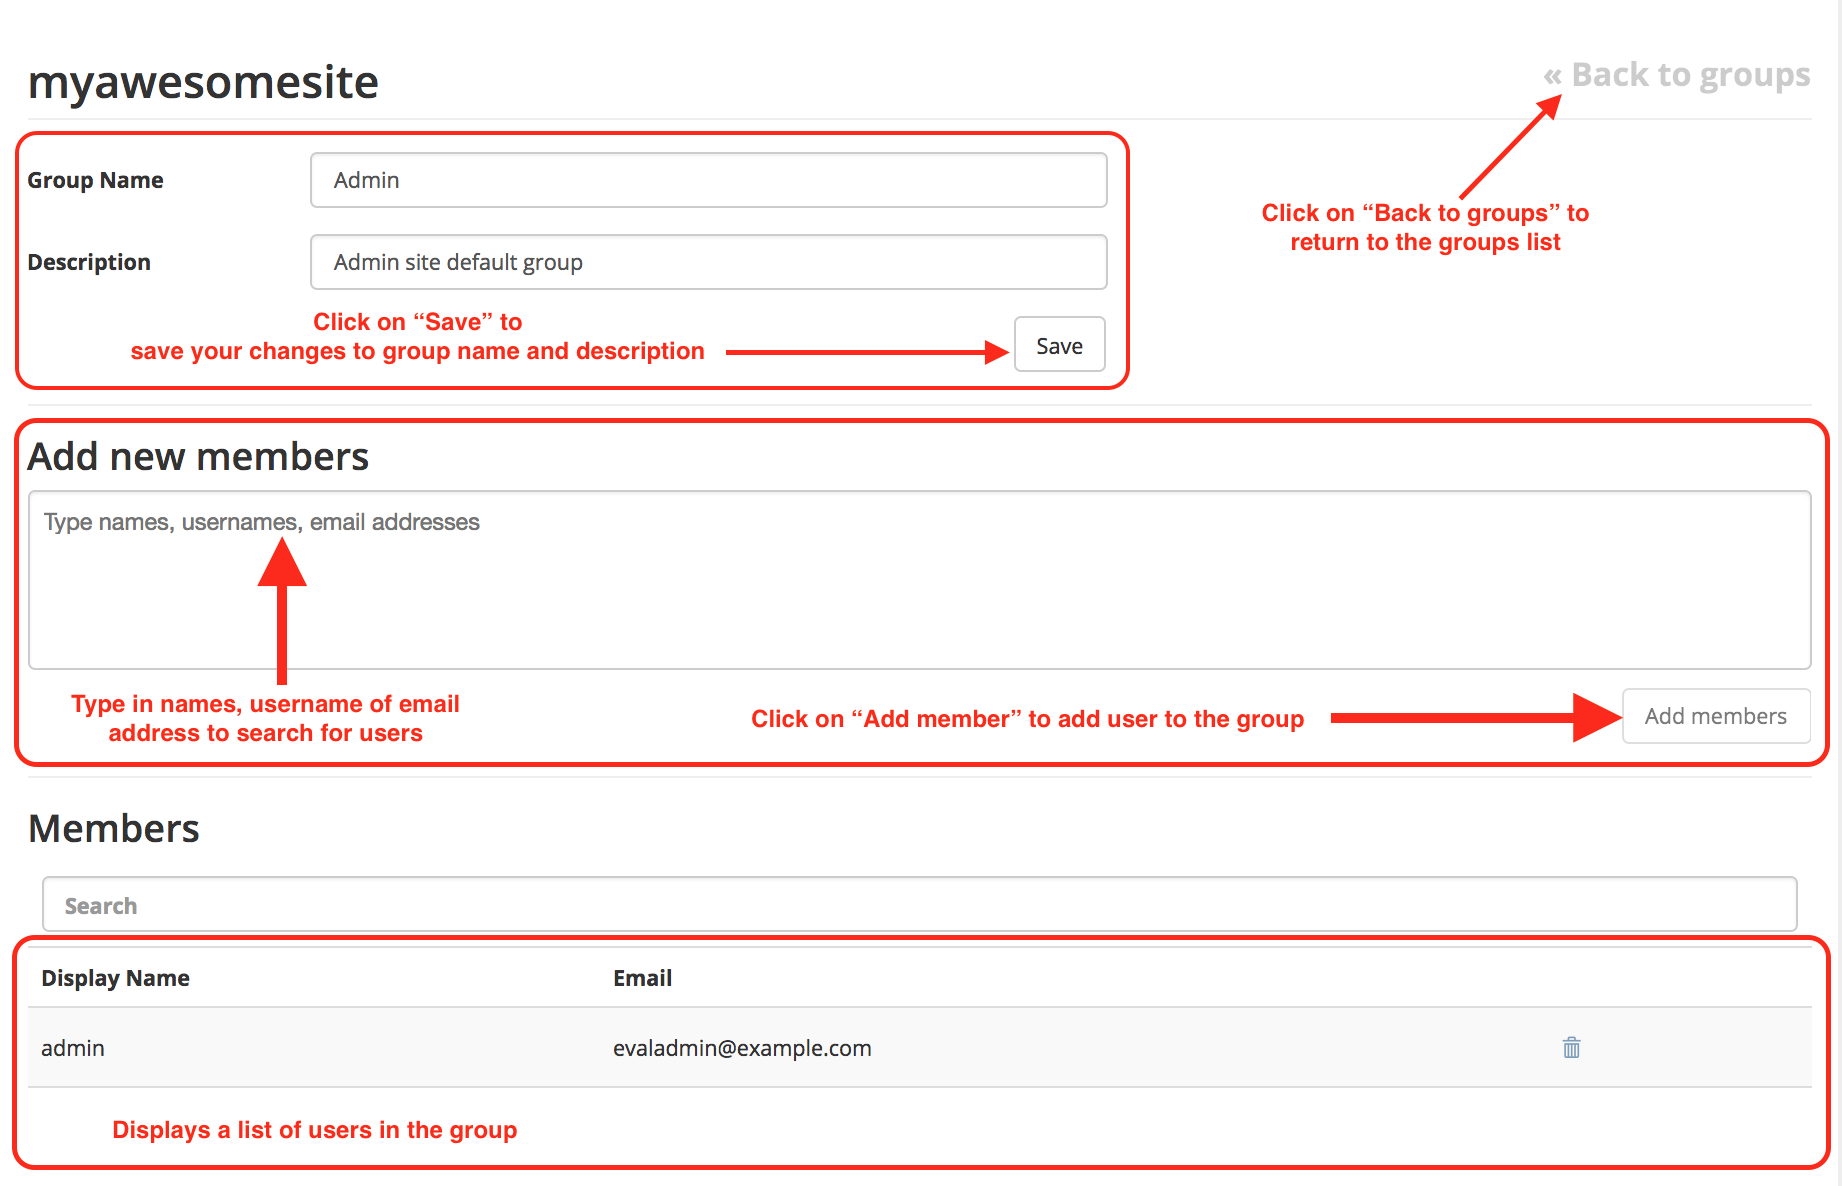 myawesomesite
« Back to groups
Group Name
Admin
Click on “Back to groups” to
return to the groups list
Description
Admin site default group
Click on “Save” to
save your changes to group name and description
Save
Add new members
Type names, usernames, email addresses
Type in names, username of email
address to search for users
Click on “Add member” to add user to the group
Add members
Members
Search
Display Name
Email
admin
evaladmin@example.com
Displays a list of users in the group